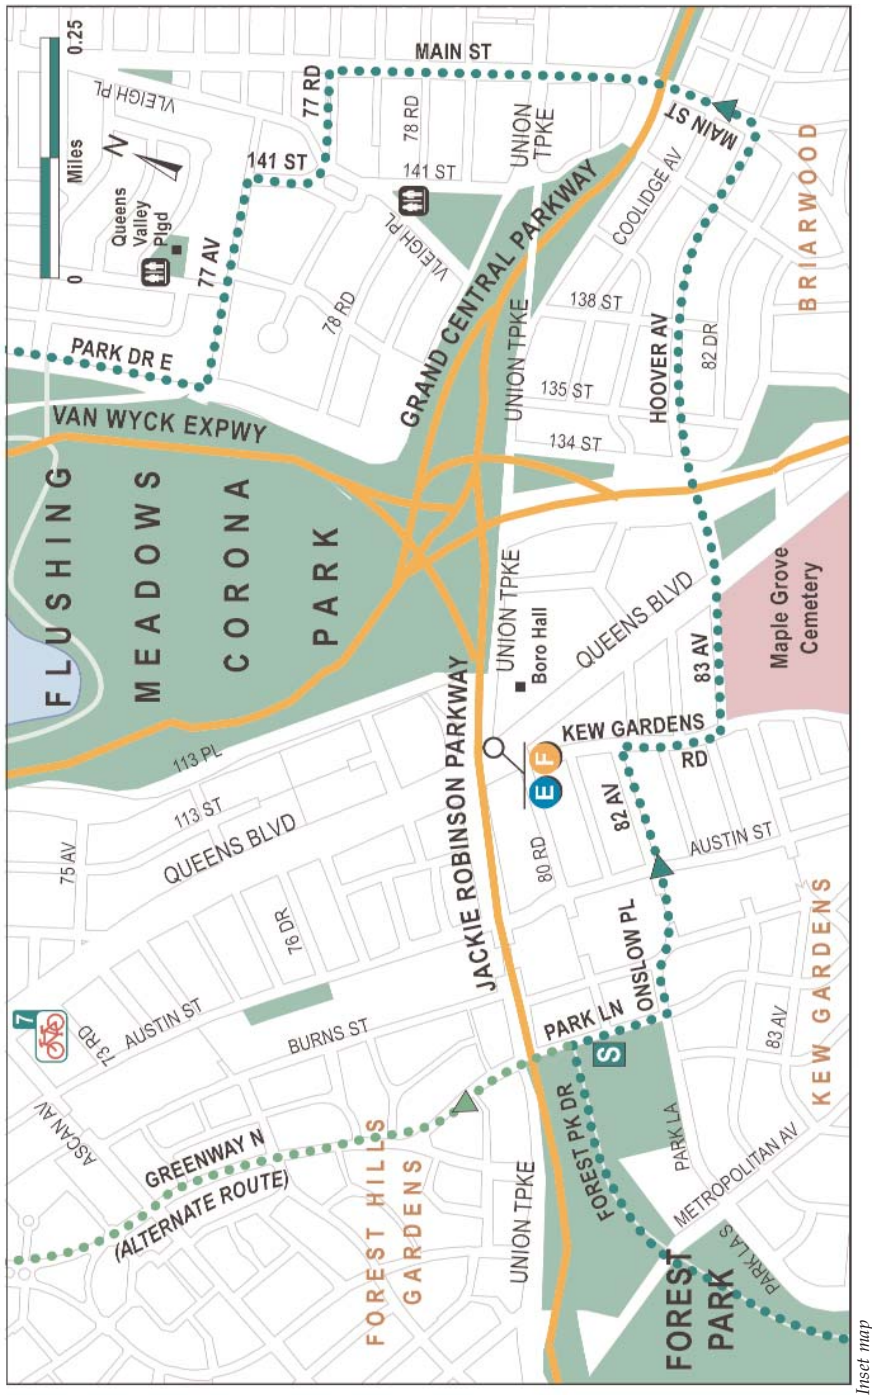 0
Miles
0.25
N
MAIN ST
77 RD
VLEIGH PL
78 RD
141 ST
141 ST
UNION
TPKE
MAIN ST
BRIARWOOD
Queens
Valley
Plgd
77 AV
VLEIGH PL
COOLIDGE AV
GRAND CENTRAL PARKWAY
78 RD
138 ST
PARK DR E
UNION TPKE
HOOVER AV
82 DR
135 ST
VAN WYCK EXPWY
134 ST
FLUSHING
MEADOWS
CORONA
PARK
UNION TPKE
Boro Hall
QUEENS BLVD
Maple Grove
Cemetery
83 AV
JACKIE ROBINSON PARKWAY
KEW GARDENS
RD
E
F
113 PL
113 ST
75 AV
QUEENS BLVD
82 AV
80 RD
AUSTIN ST
76 DR
ONSLOW PL
KEW GARDENS
7
73 RD
AUSTIN ST
BURNS ST
PARK LN
S
83 AV
ASCAN AV
GREENWAY N
(ALTERNATE ROUTE)
FOREST HILLS
GARDENS
UNION TPKE
FOREST PK DR
PARK LA
METROPOLITAN AV
PARK LA S
FOREST
PARK
Inset map